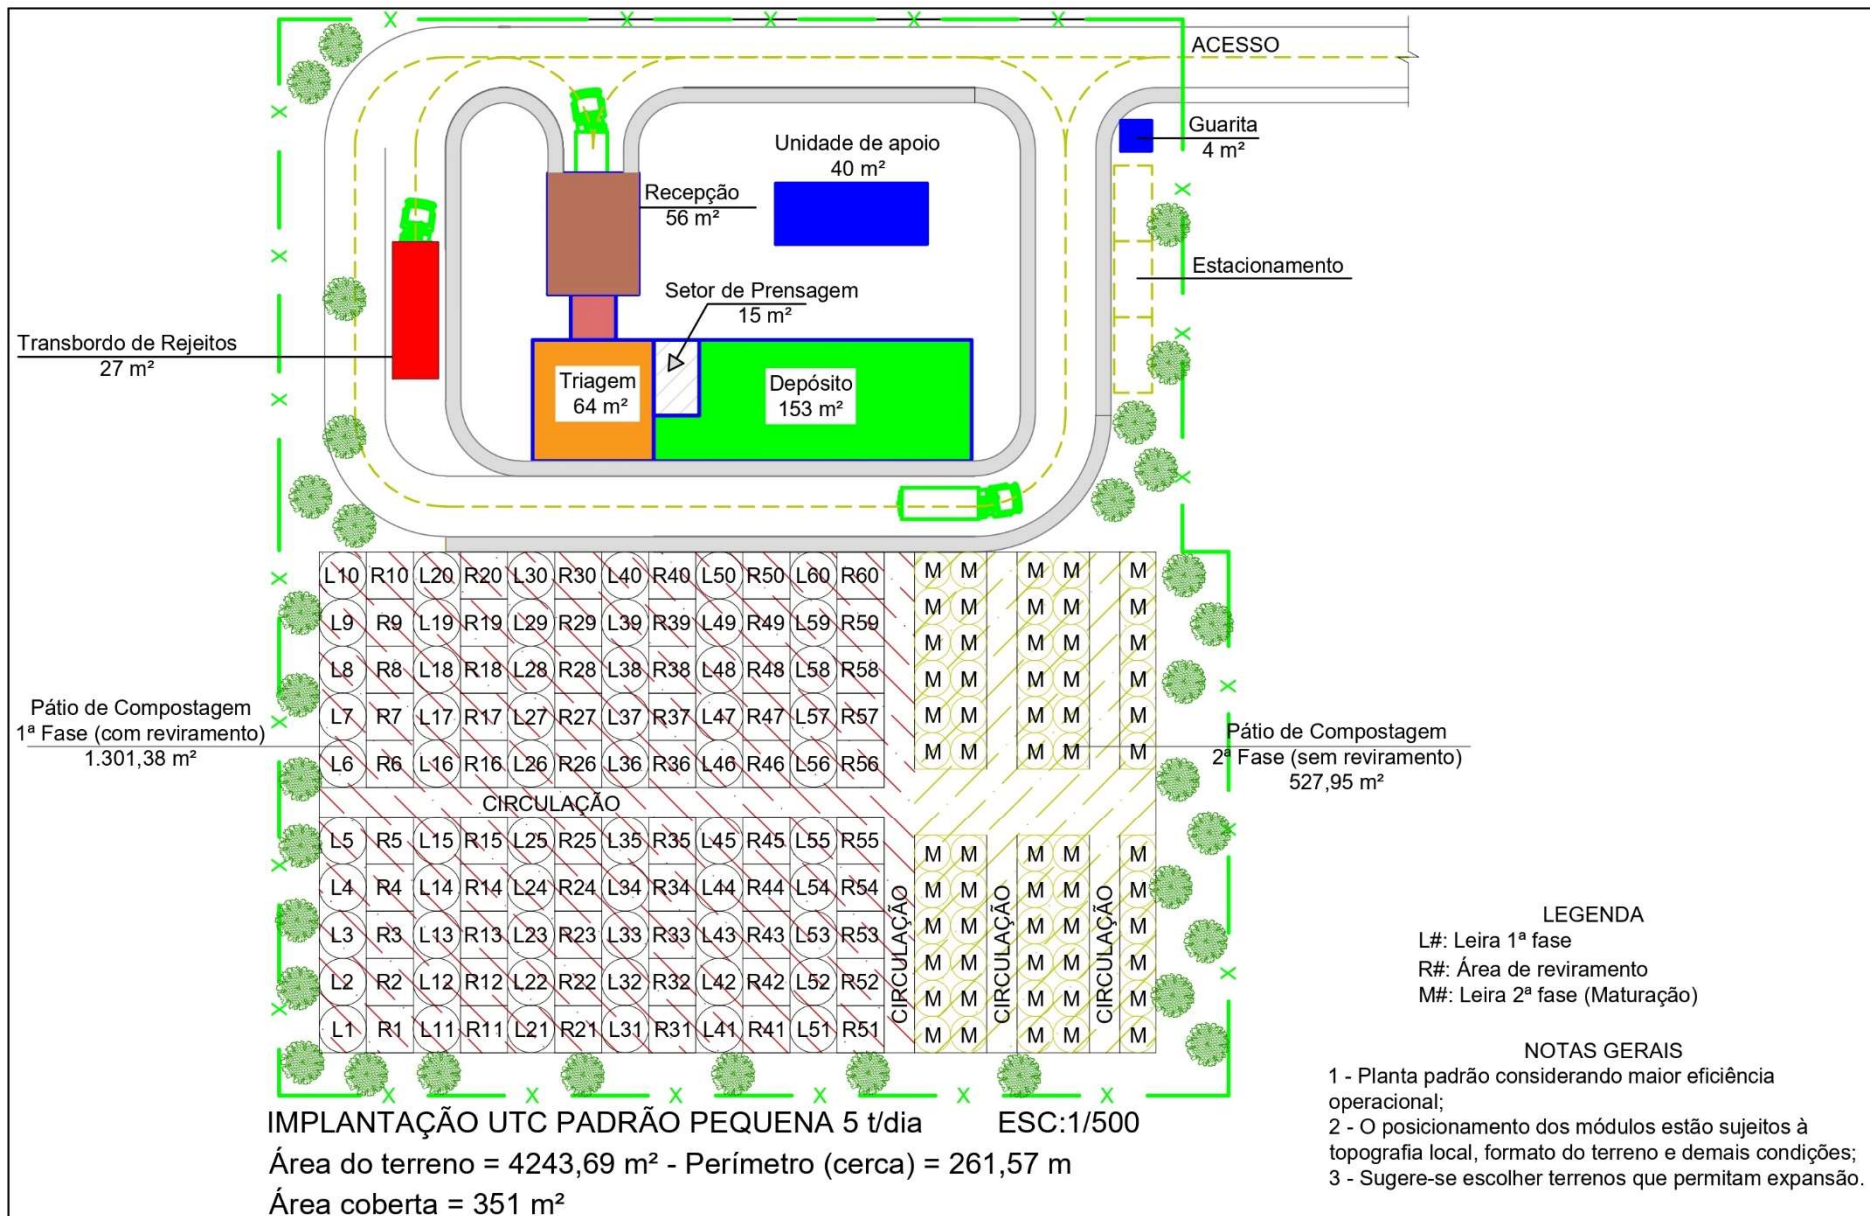 ACESSO
Guarita
4 m²
Unidade de apoio
40 m²
Recepção
56 m²
Estacionamento
Setor de Prensagem
15 m²
Transbordo de Rejeitos
27 m²
Triagem
64 m²
Depósito
153 m²
L10 R10 L20 R20 L30 R30 L40 R40 L50 R50 L60 R60 M M M M M
L9 R9 L19 R19 L29 R29 L39 R39 L49 R49 L59 R59 M M M M M
M M M M M
L8 R8 L18 R18 L28 R28 L38 R38 L48 R48 L58 R58 M M M M M
L7 R7 L17 R17 L27 R27 L37 R37 L47 R47 L57 R57 M M M M M
L6 R6 L16 R16 L26 R26 L36 R36 L46 R46 L56 R56 M M M M M
Pátio de Compostagem
1ª Fase (com reviramento)
1.301,38 m²
Pátio de Compostagem
2ª Fase (sem reviramento)
527,95 m²
CIRCULAÇÃO
L5 R5 L15 R15 L25 R25 L35 R35 L45 R45 L55 R55 M M M M M
L4 R4 L14 R14 L24 R24 L34 R34 L44 R44 L54 R54 M M M M M
L3 R3 L13 R13 L23 R23 L33 R33 L43 R43 L53 R53 M M M M M
M M M M M
L2 R2 L12 R12 L22 R22 L32 R32 L42 R42 L52 R52 M M M M M
L1 R1 L11 R11 L21 R21 L31 R31 L41 R41 L51 R51 M M M M M
CIRCULAÇÃO
CIRCULAÇÃO
CIRCULAÇÃO
LEGENDA
L#: Leira 1ª fase
R#: Área de reviramento
M#: Leira 2ª fase (Maturação)
NOTAS GERAIS
1 - Planta padrão considerando maior eficiência
operacional;
2 - O posicionamento dos módulos estão sujeitos à
topografia local, formato do terreno e demais condições;
3 - Sugere-se escolher terrenos que permitam expansão.
IMPLANTAÇÃO UTC PADRÃO PEQUENA 5 t/dia ESC:1/500
Área do terreno = 4243,69 m² - Perímetro (cerca) = 261,57 m
Área coberta = 351 m²